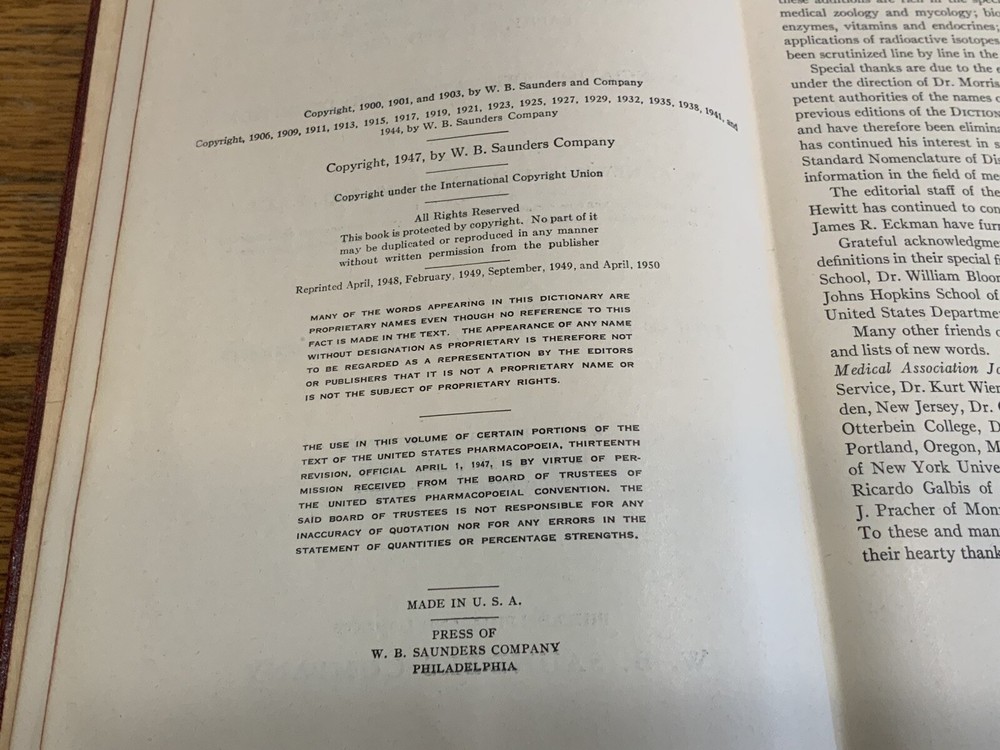 Copyright, 1900, 1901, and 1903, by W. B. Saunders and Company
Copyright, 1906, 1909, 1911, 1913, 1915, 1917, 1919, 1921, 1923, 1925, 1927, 1929, 1932, 1935, 1938, 1941, and
1944, by W. B. Saunders Company
Copyright, 1947, by W. B. Saunders Company
Copyright under the International Copyright Union
All Rights Reserved
This book is protected by copyright. No part of it
may be duplicated or reproduced in any manner
without written permission from the publisher
Reprinted April, 1948, February, 1949, September, 1949, and April, 1950
MANY OF THE WORDS APPEARING IN THIS DICTIONARY ARE
PROPRIETARY NAMES EVEN THOUGH NO REFERENCE TO THIS
FACT IS MADE IN THE TEXT. THE APPEARANCE OF ANY NAME
WITHOUT DESIGNATION AS PROPRIETARY IS THEREFORE NOT
TO BE REGARDED AS A REPRESENTATION BY THE EDITORS
OR PUBLISHERS THAT IT IS NOT A PROPRIETARY NAME OR
IS NOT THE SUBJECT OF PROPRIETARY RIGHTS.
THE USE IN THIS VOLUME OF CERTAIN PORTIONS OF THE
TEXT OF THE UNITED STATES PHARMACOPOEIA, THIRTEENTH
REVISION, OFFICIAL APRIL 1, 1947, IS BY VIRTUE OF PER-
MISSION RECEIVED FROM THE BOARD OF TRUSTEES OF
THE UNITED STATES PHARMACOPOEIAL CONVENTION. THE
SAID BOARD OF TRUSTEES IS NOT RESPONSIBLE FOR ANY
INACCURACY OF QUOTATION NOR FOR ANY ERRORS IN THE
STATEMENT OF QUANTITIES OR PERCENTAGE STRENGTHS.
MADE IN U. S. A.
PRESS OF
W. B. SAUNDERS COMPANY
PHILADELPHIA
these additions are
medical zoology and mycology;
enzymes, vitamins and endocrines;
applications of radioactive isotopes
been scrutinized line by line in the
Special thanks are due to the
under the direction of Dr. Morris
petent authorities of the names
previous editions of the DICTION
and have therefore been elimin
has continued his interest in
Standard Nomenclature of Dis
information in the field of me
The editorial staff of the
Hewitt has continued to con
James R. Eckman have fur
Grateful acknowledgme
definitions in their special
School, Dr. William Bloo
Johns Hopkins School of
United States Departme
Many other friends
and lists of new words.
Medical Association Jo
Service, Dr. Kurt Wie
den, New Jersey, Dr.
Otterbein College, D
Portland, Oregon, M
of New York Unive
Ricardo Galbis of
J. Pracher of Mon
To these and man
their hearty thank